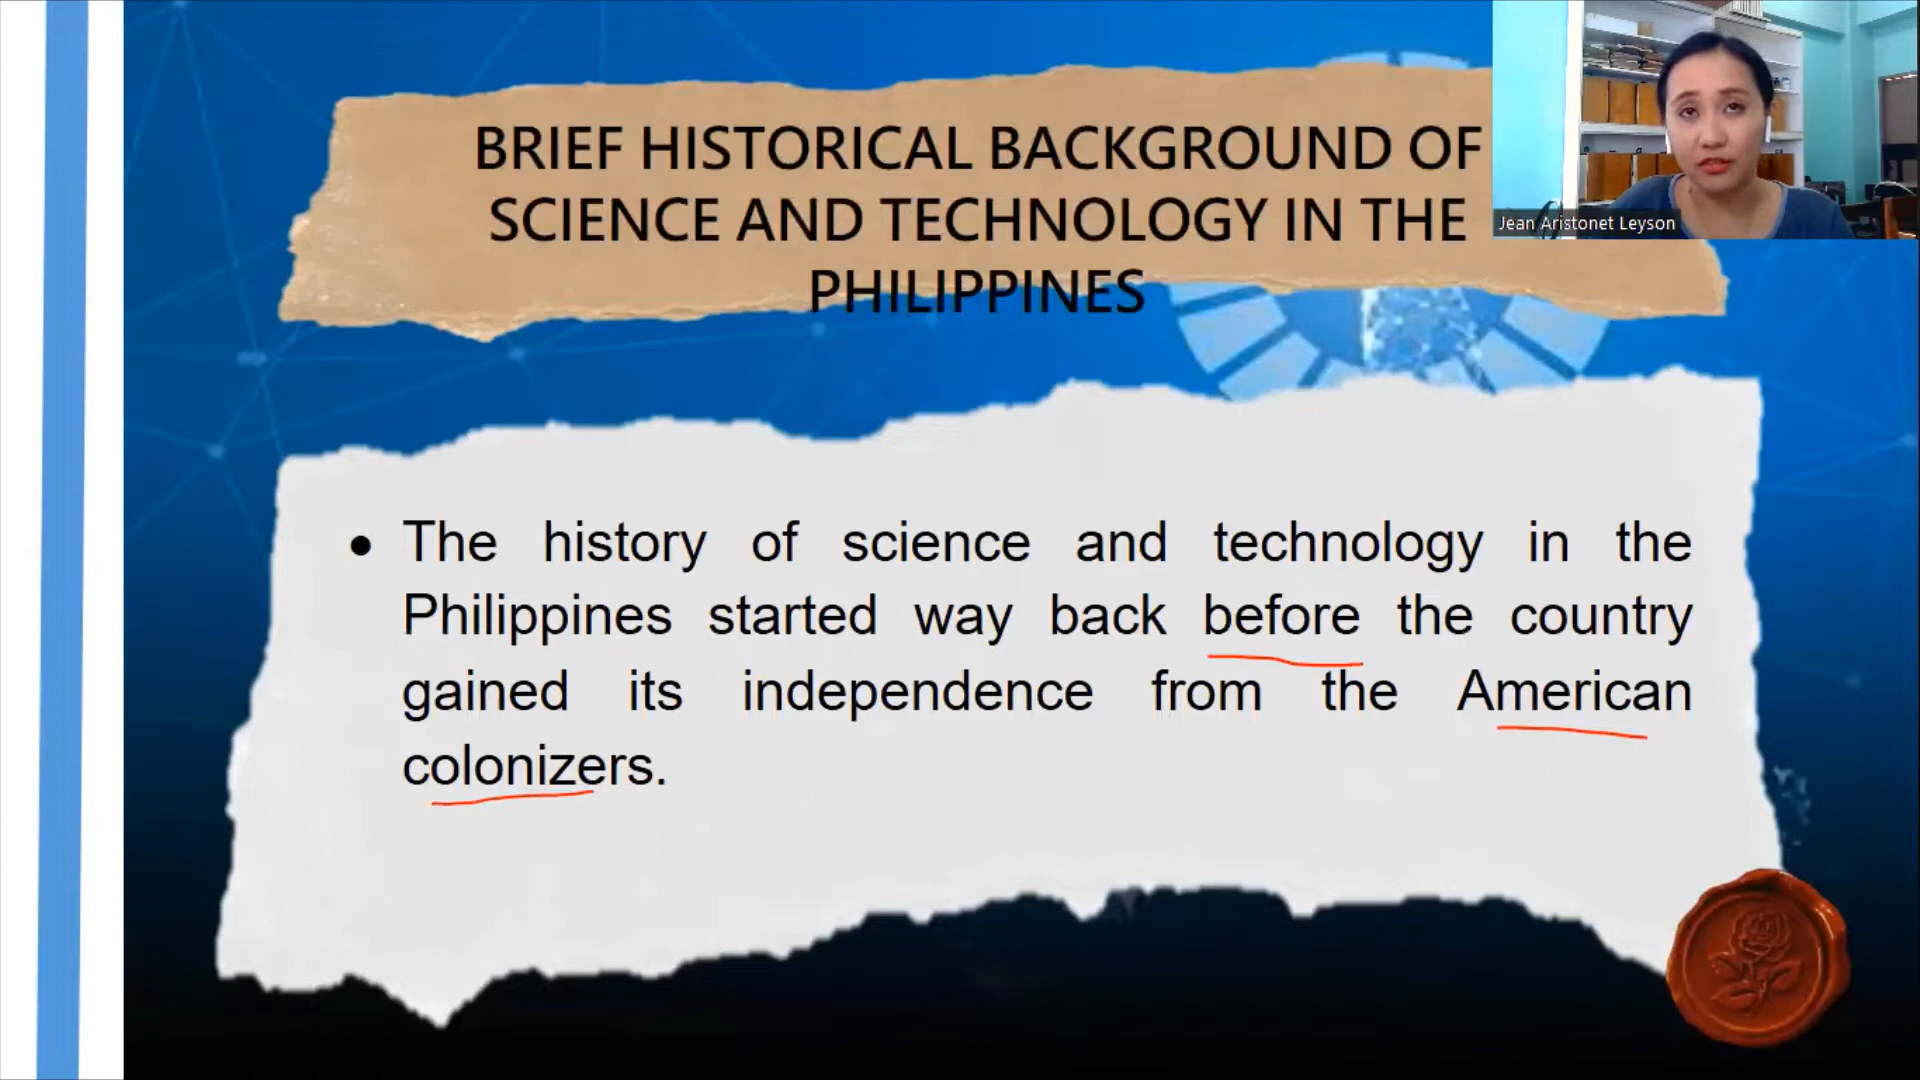 BRIEF HISTORICAL BACKGROUND OF
SCIENCE AND TECHNOLOGY IN THE
PHILIPPINES
Jean Aristonet Leyson
• The history of science and technology in the
Philippines started way back before the country
gained its independence from the American
colonizers.